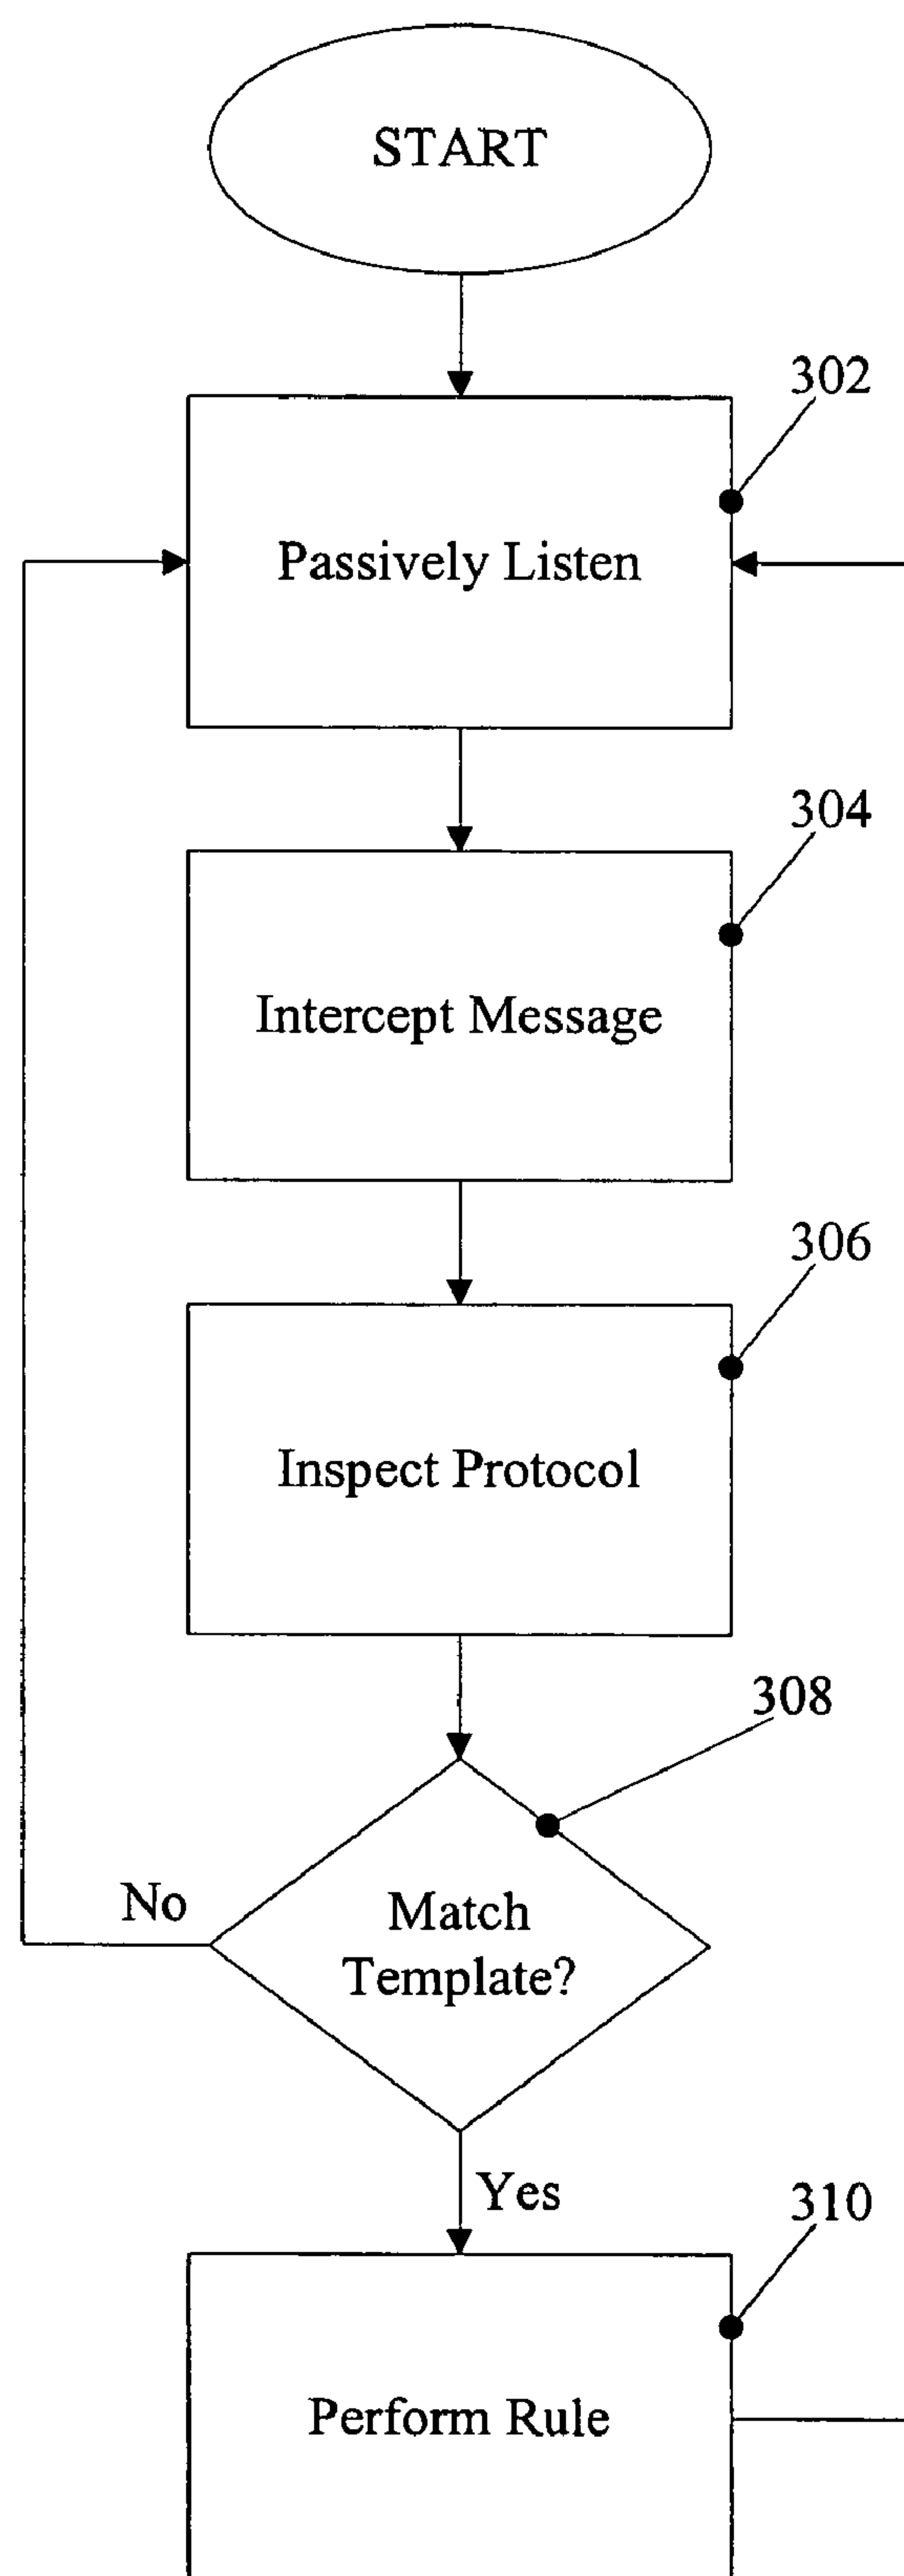 START
302
Passively Listen
304
Intercept Message
306
Inspect Protocol
308
No
Match
Template?
Yes
310
Perform Rule